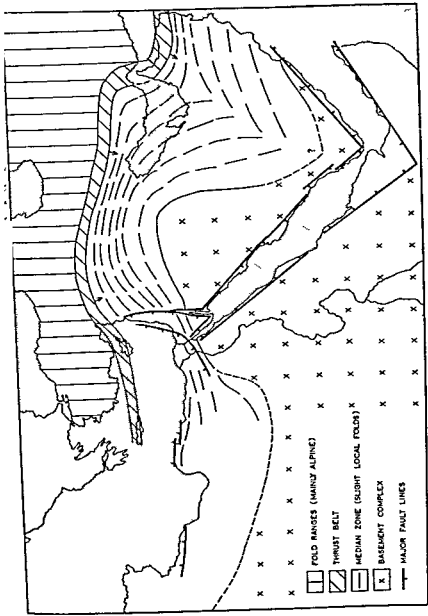 FOLD RANGES (MAINLY ALPINE)
THRUST BELT
MEDIAN ZONE (SLIGHT LOCAL FOLDS)
x BASEMENT COMPLEX
MAJOR FAULT LINES
?